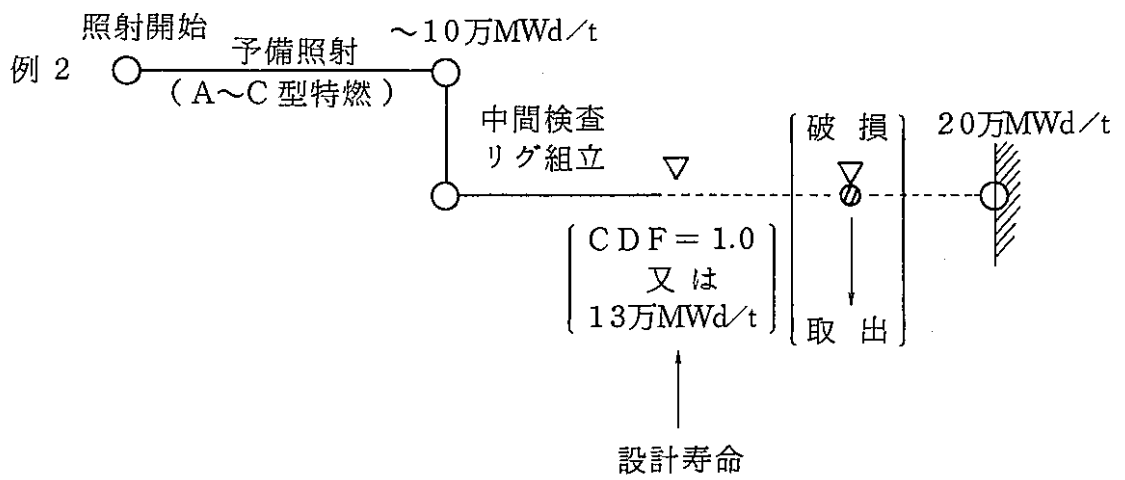 照射開始
～10万MWd/t
例 2
予備照射
(A～C型特燃)
中間検査
リグ組立
破 損
20万MWd/t
CDF＝1.0
又 は
13万MWd/t
取 出
設計寿命